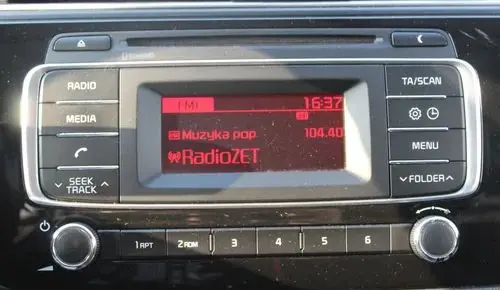 Bluetooth
RADIO
MEDIA
SEEK
TRACK
FM1 16:37
Muzyka pop 104.40
RadioZET
TA/SCAN
MENU
FOLDER
1 RPT 2 RDM 3 4 5 6